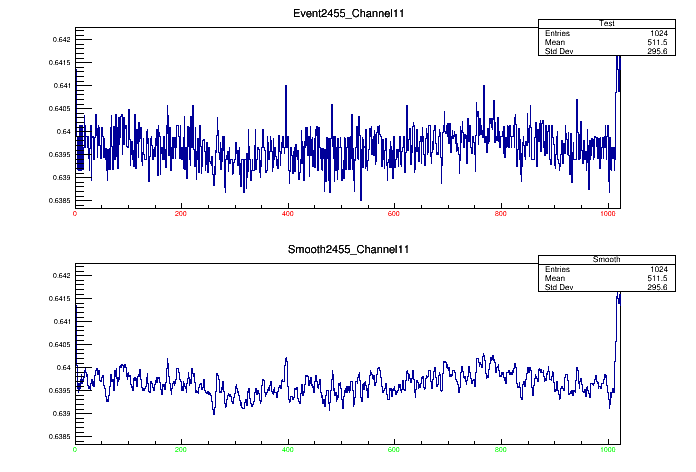 Event2455_Channel11
Test
Entries 1024
Mean 511.5
Std Dev 295.6
0.642
0.6415
0.641
0.6405
0.64
0.6395
0.639
0.6385
0 200 400 600 800 1000
Smooth2455_Channel11
Smooth
Entries 1024
Mean 511.5
Std Dev 295.6
0.642
0.6415
0.641
0.6405
0.64
0.6395
0.639
0.6385
0 200 400 600 800 1000